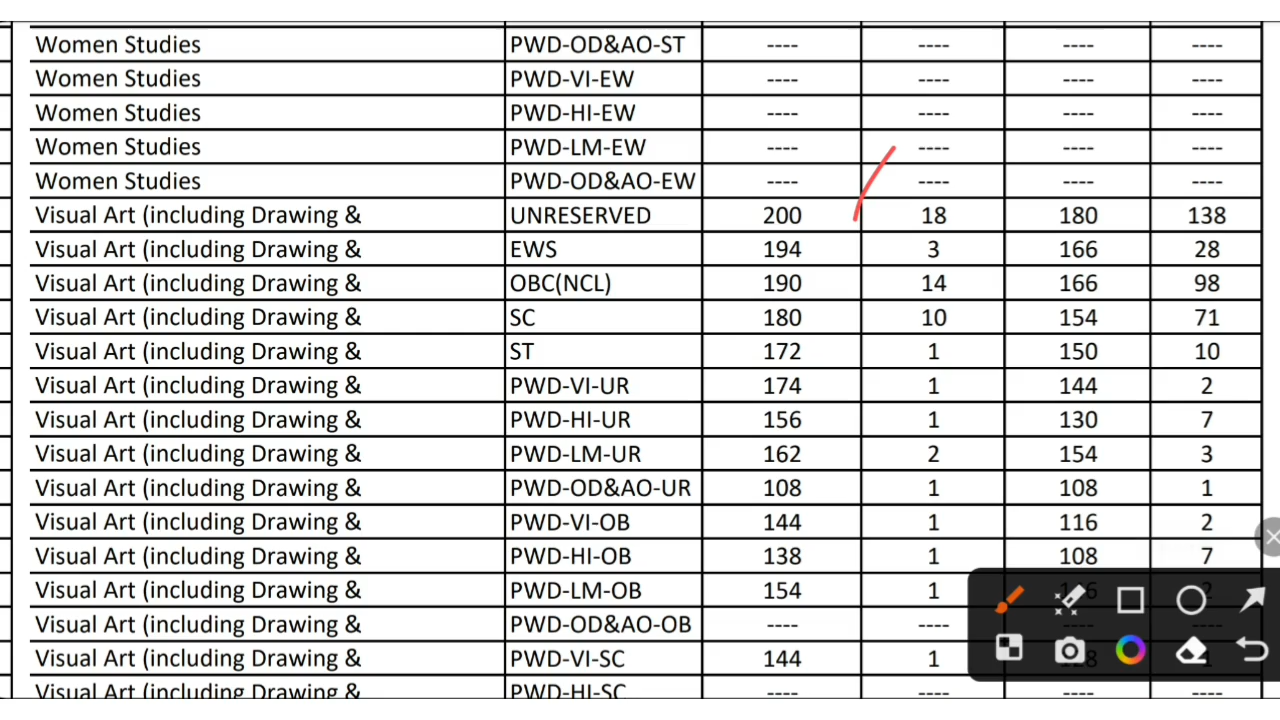 Women Studies PWD-OD&AO-ST ---- ---- ---- ----
Women Studies PWD-VI-EW ---- ---- ---- ----
Women Studies PWD-HI-EW ---- ---- ---- ----
Women Studies PWD-LM-EW ---- ---- ---- ----
Women Studies PWD-OD&AO-EW ---- ---- ---- ----
Visual Art (including Drawing & UNRESERVED 200 18 180 138
Visual Art (including Drawing & EWS 194 3 166 28
Visual Art (including Drawing & OBC(NCL) 190 14 166 98
Visual Art (including Drawing & SC 180 10 154 71
Visual Art (including Drawing & ST 172 1 150 10
Visual Art (including Drawing & PWD-VI-UR 174 1 144 2
Visual Art (including Drawing & PWD-HI-UR 156 1 130 7
Visual Art (including Drawing & PWD-LM-UR 162 2 154 3
Visual Art (including Drawing & PWD-OD&AO-UR 108 1 108 1
Visual Art (including Drawing & PWD-VI-OB 144 1 116 2
Visual Art (including Drawing & PWD-HI-OB 138 1 108 7
Visual Art (including Drawing & PWD-LM-OB 154 1
Visual Art (including Drawing & PWD-OD&AO-OB ---- ----
Visual Art (including Drawing & PWD-VI-SC 144 1
Visual Art (including Drawing & PWD-HI-SC ---- ---- ---- ----